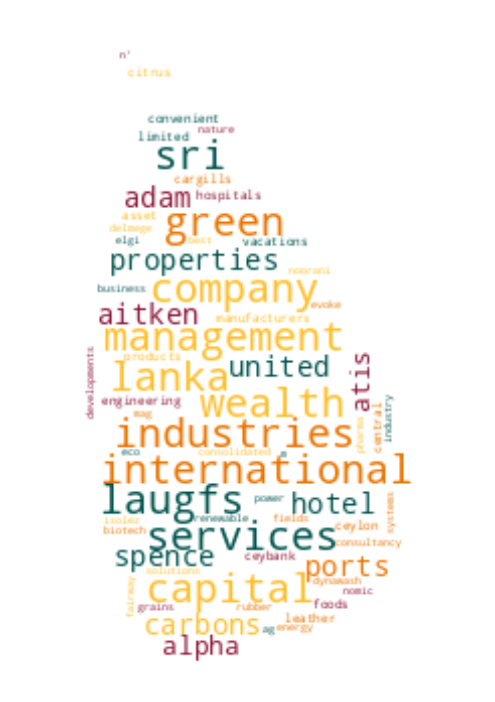 n'
citrus
convenient
limited nature
sri
cargills
adam hospitals
asset green
delmege
elgi best vacations
properties
noorani
business company
evoke
aitken manufacturers
management
products
lanka united
developments
atis
engineering wealth
mag
industries
pharma central industry
eco consolidated a
international
laugfs power hotel
isolez renewable fields systems
biotech services ceylon
consultancy
spence ceybank
ports
solutions
capital dynawash
fairway nomic
grains rubber foods
leather
carbons ag energy
alpha